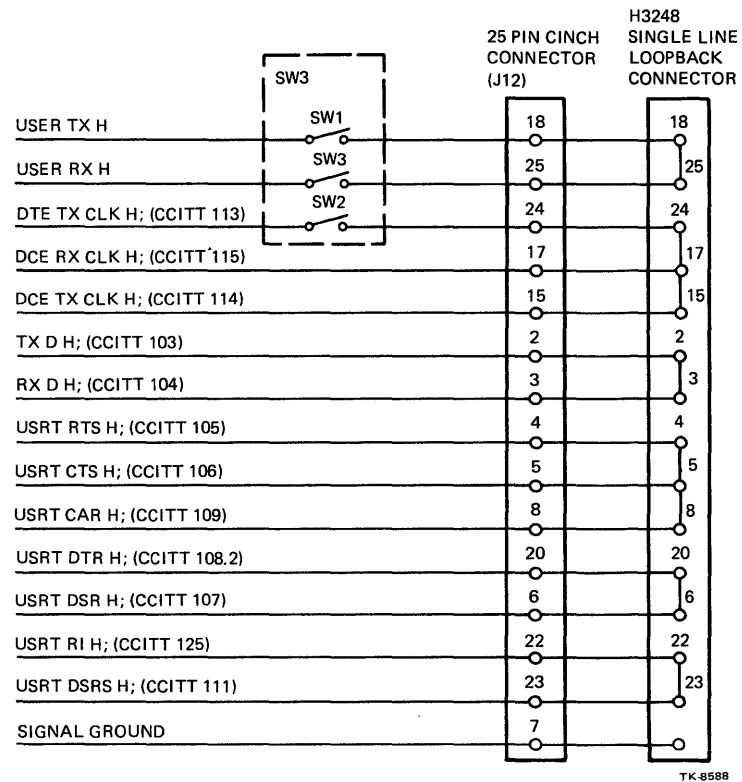 H3248
25 PIN CINCH SINGLE LINE
CONNECTOR LOOPBACK
(J12) CONNECTOR
SW3
USER TX H SW1 18 18
USER RX H SW3 25 25
DTE TX CLK H; (CCITT 113) SW2 24 24
DCE RX CLK H; (CCITT 115) 17 17
DCE TX CLK H; (CCITT 114) 15 15
TX D H; (CCITT 103) 2 2
RX D H; (CCITT 104) 3 3
USRT RTS H; (CCITT 105) 4 4
USRT CTS H; (CCITT 106) 5 5
USRT CAR H; (CCITT 109) 8 8
USRT DTR H; (CCITT 108.2) 20 20
USRT DSR H; (CCITT 107) 6 6
USRT RI H; (CCITT 125) 22 22
USRT DSRS H; (CCITT 111) 23 23
SIGNAL GROUND 7
TK-8588